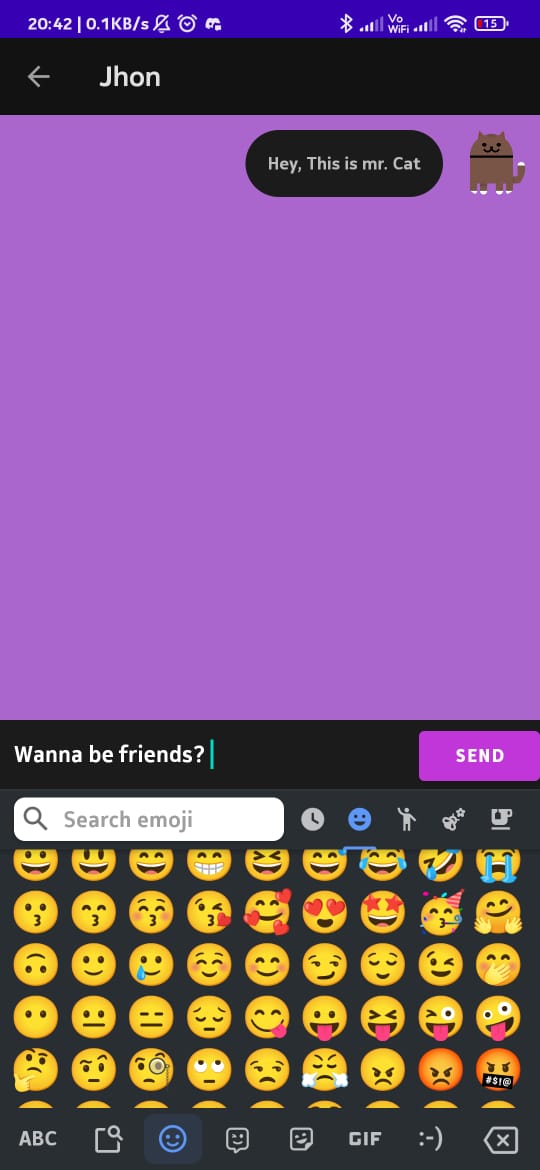 20:42 | 0.1KB/s
Vo
WiFi
15
Jhon
Hey, This is mr. Cat
Wanna be friends?
SEND
Search emoji
#$!@
ABC
GIF
:-)